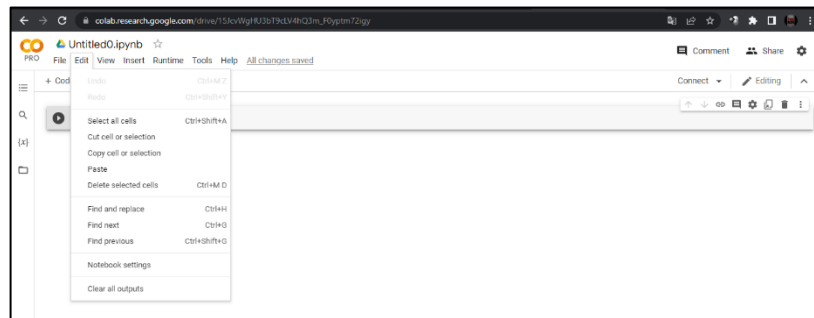 colab.research.google.com/drive/15JcvWgHU3bT9cLV4hQ3m_F0yptm72igy
CO PRO
Untitled0.ipynb
File Edit View Insert Runtime Tools Help All changes saved
Comment Share
+ Cod
Connect Editing
Undo Ctrl+M Z
Redo Ctrl+Shift+Y
Select all cells Ctrl+Shift+A
Cut cell or selection
Copy cell or selection
Paste
Delete selected cells Ctrl+M D
Find and replace Ctrl+H
Find next Ctrl+G
Find previous Ctrl+Shift+G
Notebook settings
Clear all outputs
{x}